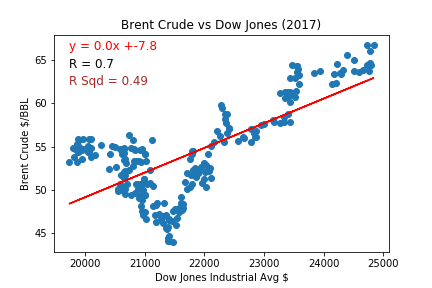 Brent Crude vs Dow Jones (2017)
y = 0.0x +-7.8
R = 0.7
R Sqd = 0.49
65
60
55
50
45
Brent Crude $/BBL
20000 21000 22000 23000 24000 25000
Dow Jones Industrial Avg $